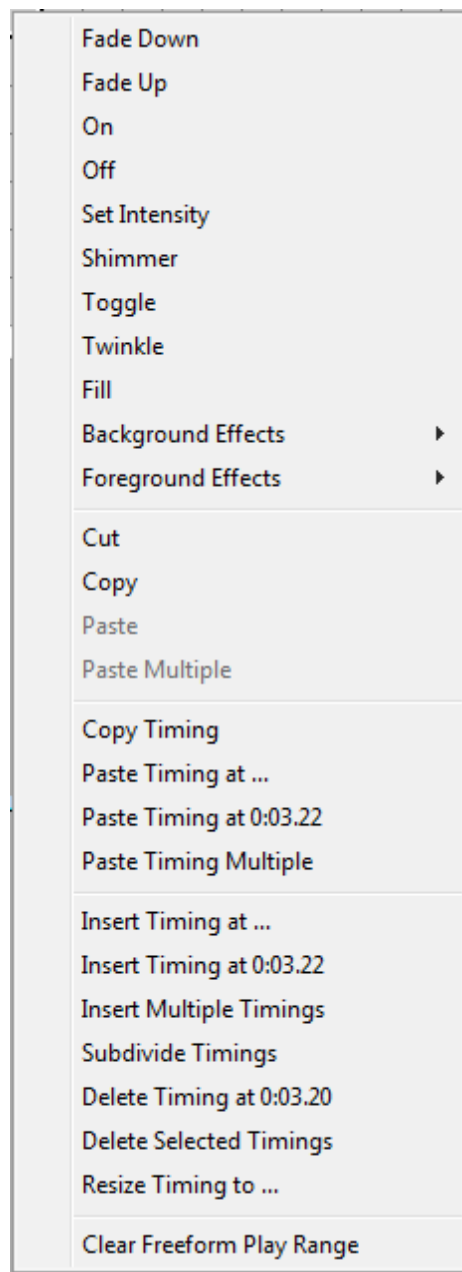 Fade Down
Fade Up
On
Off
Set Intensity
Shimmer
Toggle
Twinkle
Fill
Background Effects
Foreground Effects
Cut
Copy
Paste
Paste Multiple
Copy Timing
Paste Timing at ...
Paste Timing at 0:03.22
Paste Timing Multiple
Insert Timing at ...
Insert Timing at 0:03.22
Insert Multiple Timings
Subdivide Timings
Delete Timing at 0:03.20
Delete Selected Timings
Resize Timing to ...
Clear Freeform Play Range